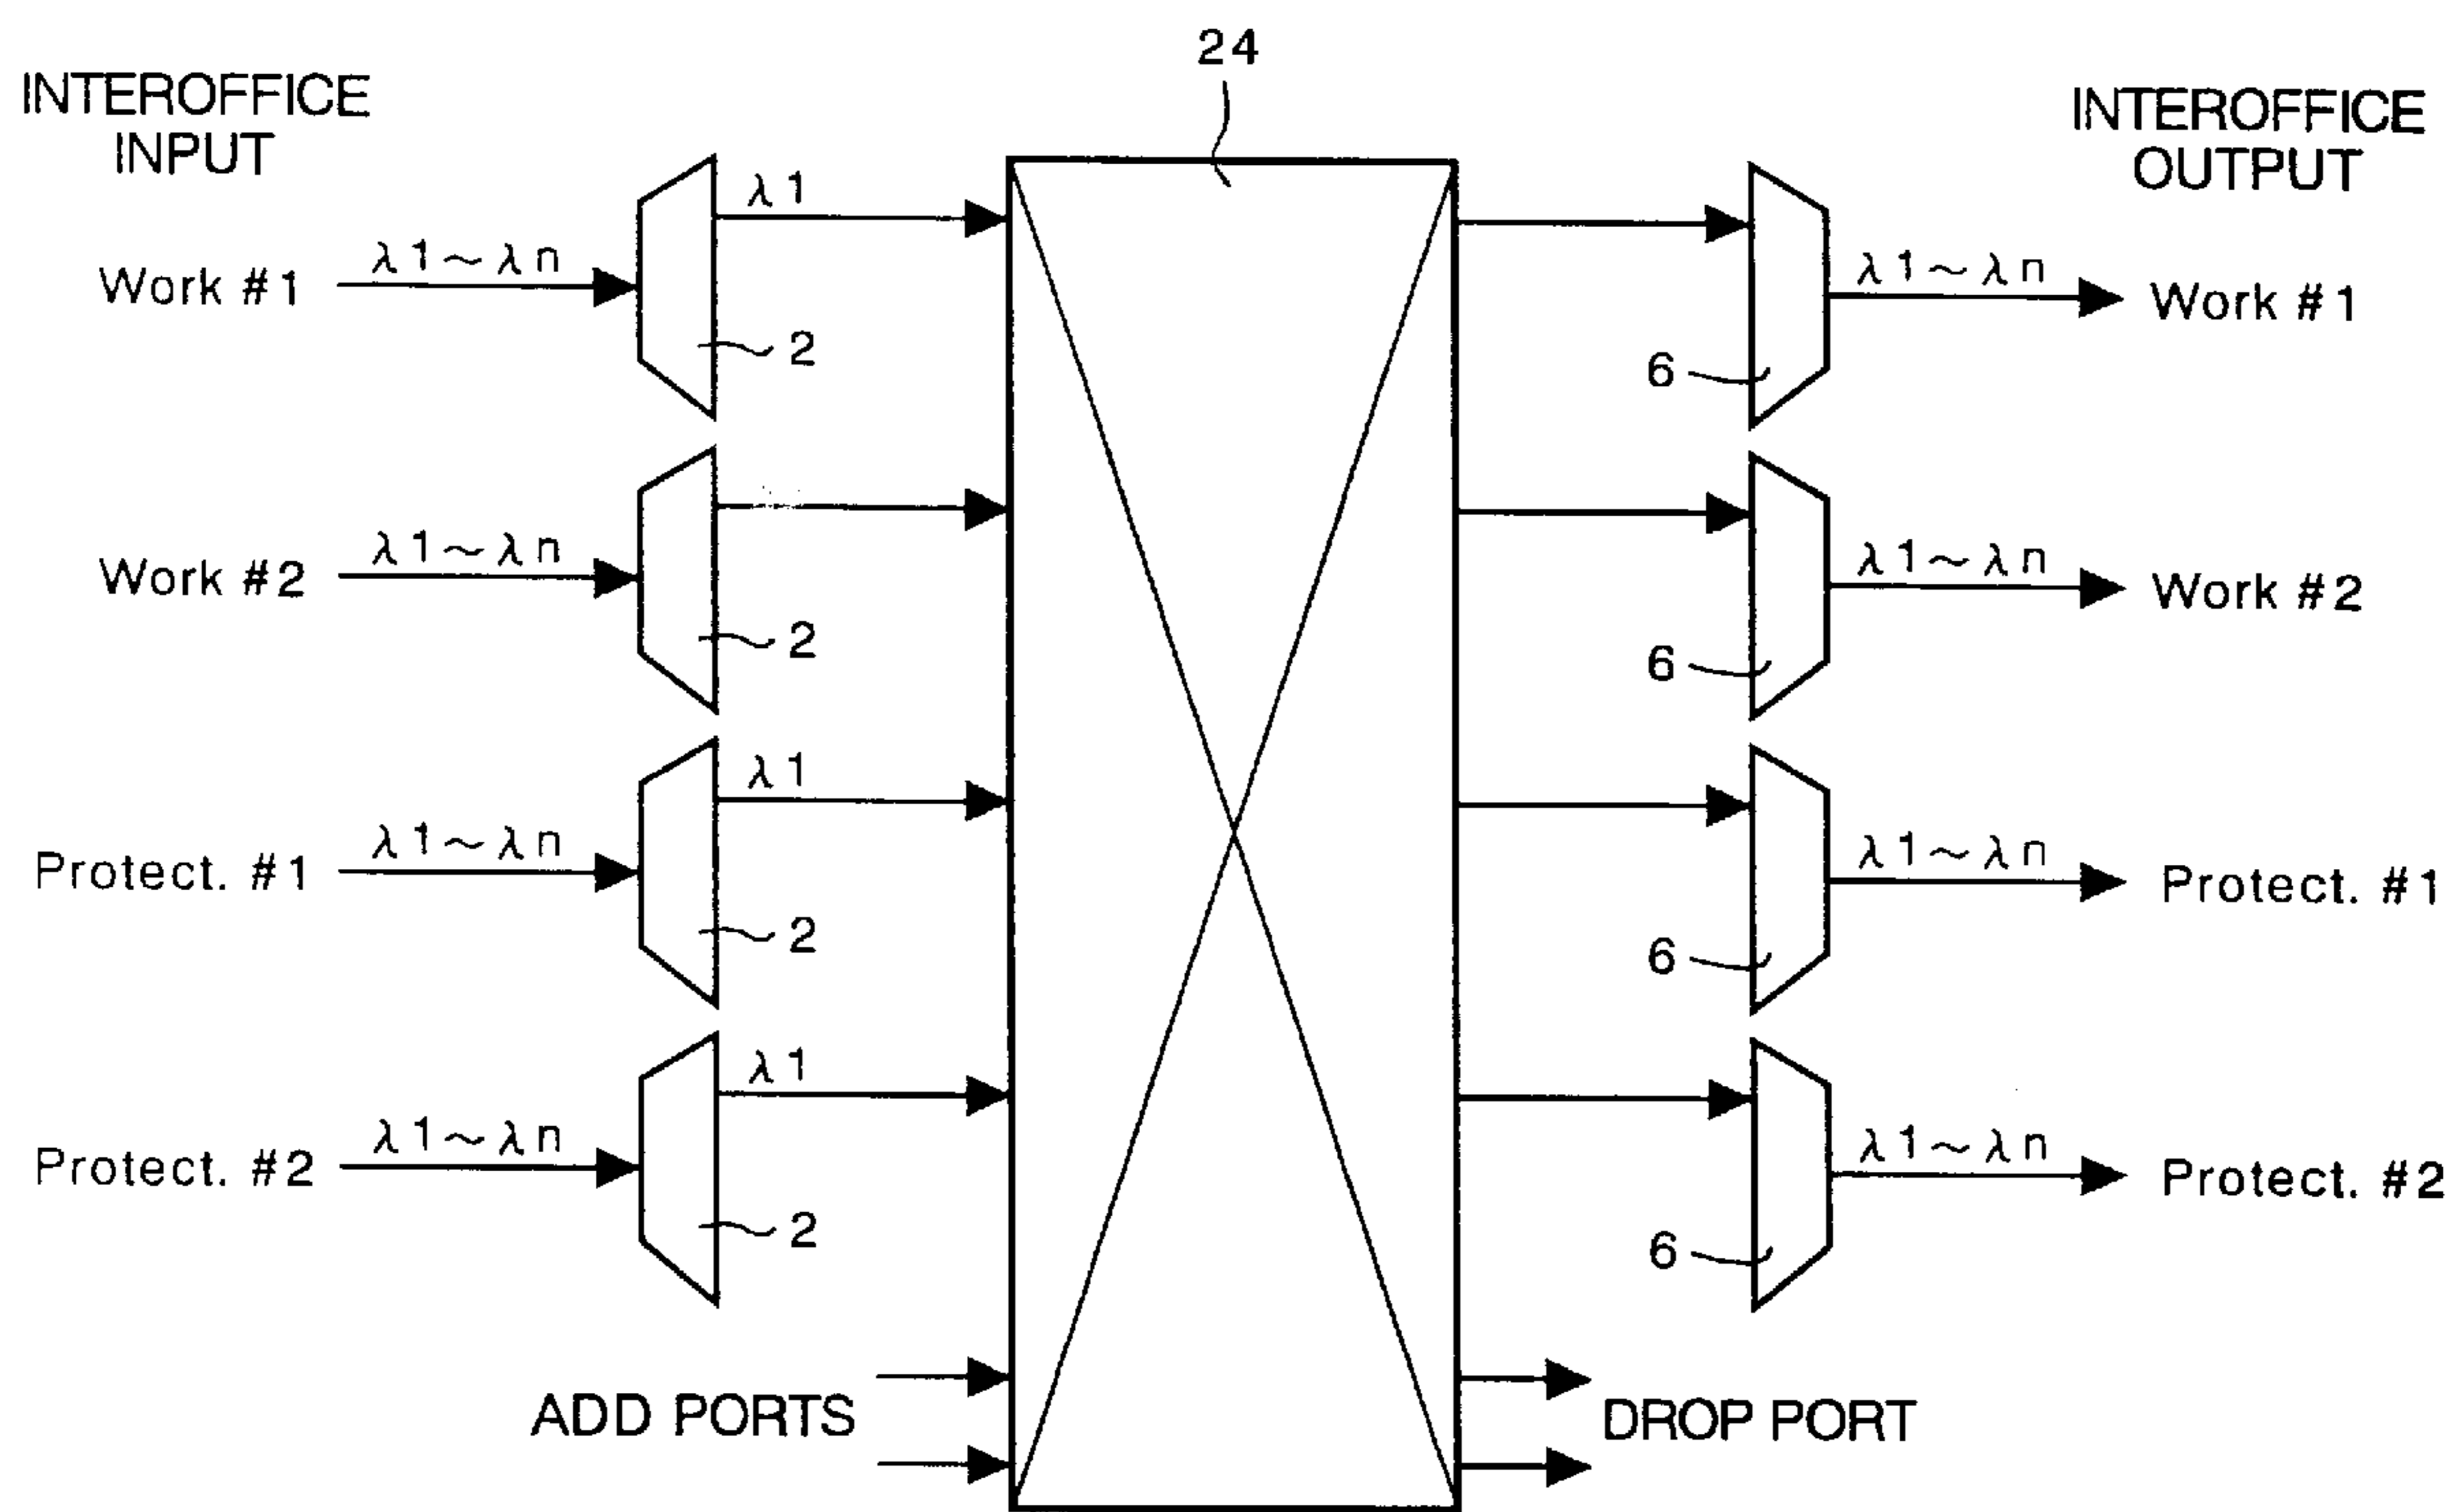 24
INTEROFFICE
INPUT
INTEROFFICE
OUTPUT
λ1
Work #1
λ1~λn
2
6
λ1~λn
Work #1
Work #2
λ1~λn
2
6
λ1~λn
Work #2
λ1
Protect. #1
λ1~λn
2
6
λ1~λn
Protect. #1
λ1
Protect. #2
λ1~λn
2
6
λ1~λn
Protect. #2
ADD PORTS
DROP PORT